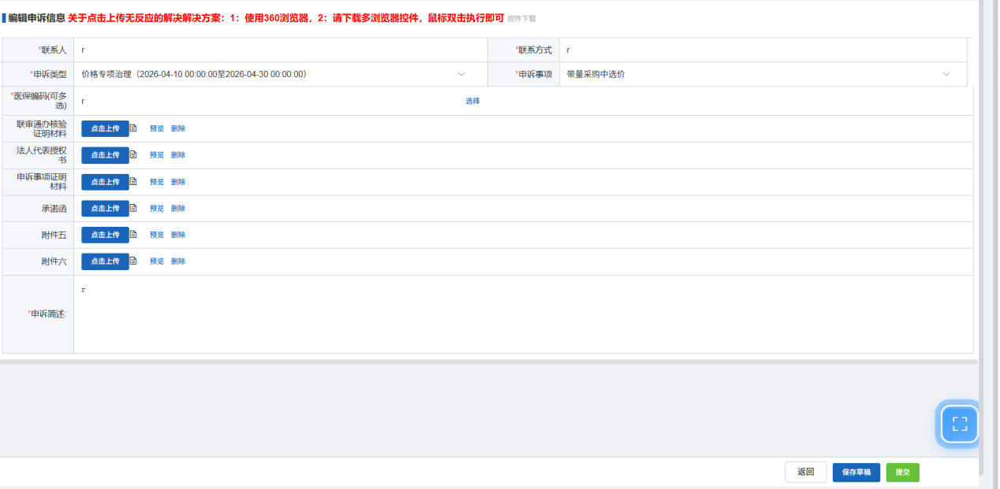 编辑申诉信息 关于点击上传无反应的解决解决方案：1：使用360浏览器，2：请下载多浏览器控件，鼠标双击执行即可 控件下载
*联系人 r *联系方式 r
*申诉类型 价格专项治理（2026-04-10 00:00:00至2026-04-30 00:00:00） *申诉事项 带量采购中选价
*医保编码(可多
选) r 选择
联审通办核验
证明材料 点击上传 预览 删除
法人代表授权
书 点击上传 预览 删除
申诉事项证明
材料 点击上传 预览 删除
承诺函 点击上传 预览 删除
附件五 点击上传 预览 删除
附件六 点击上传 预览 删除
*申诉简述: r
返回 保存草稿 提交